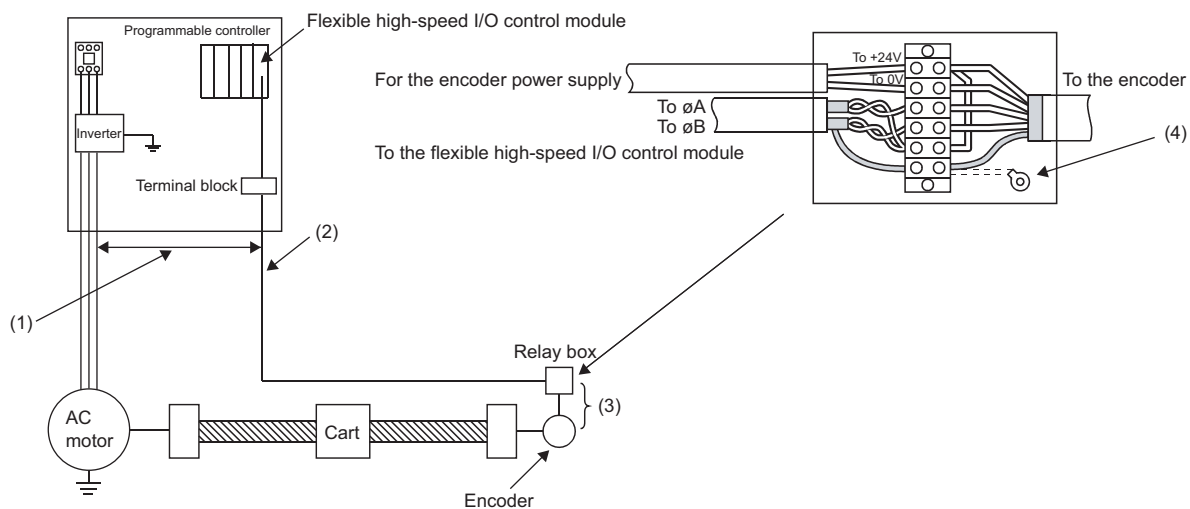 Flexible high-speed I/O control module
Programmable controller
Inverter
Terminal block
(1)
(2)
AC
motor
Cart
Relay box
(3)
Encoder
To +24V
To 0V
For the encoder power supply
To øA
To øB
To the flexible high-speed I/O control module
To the encoder
(4)